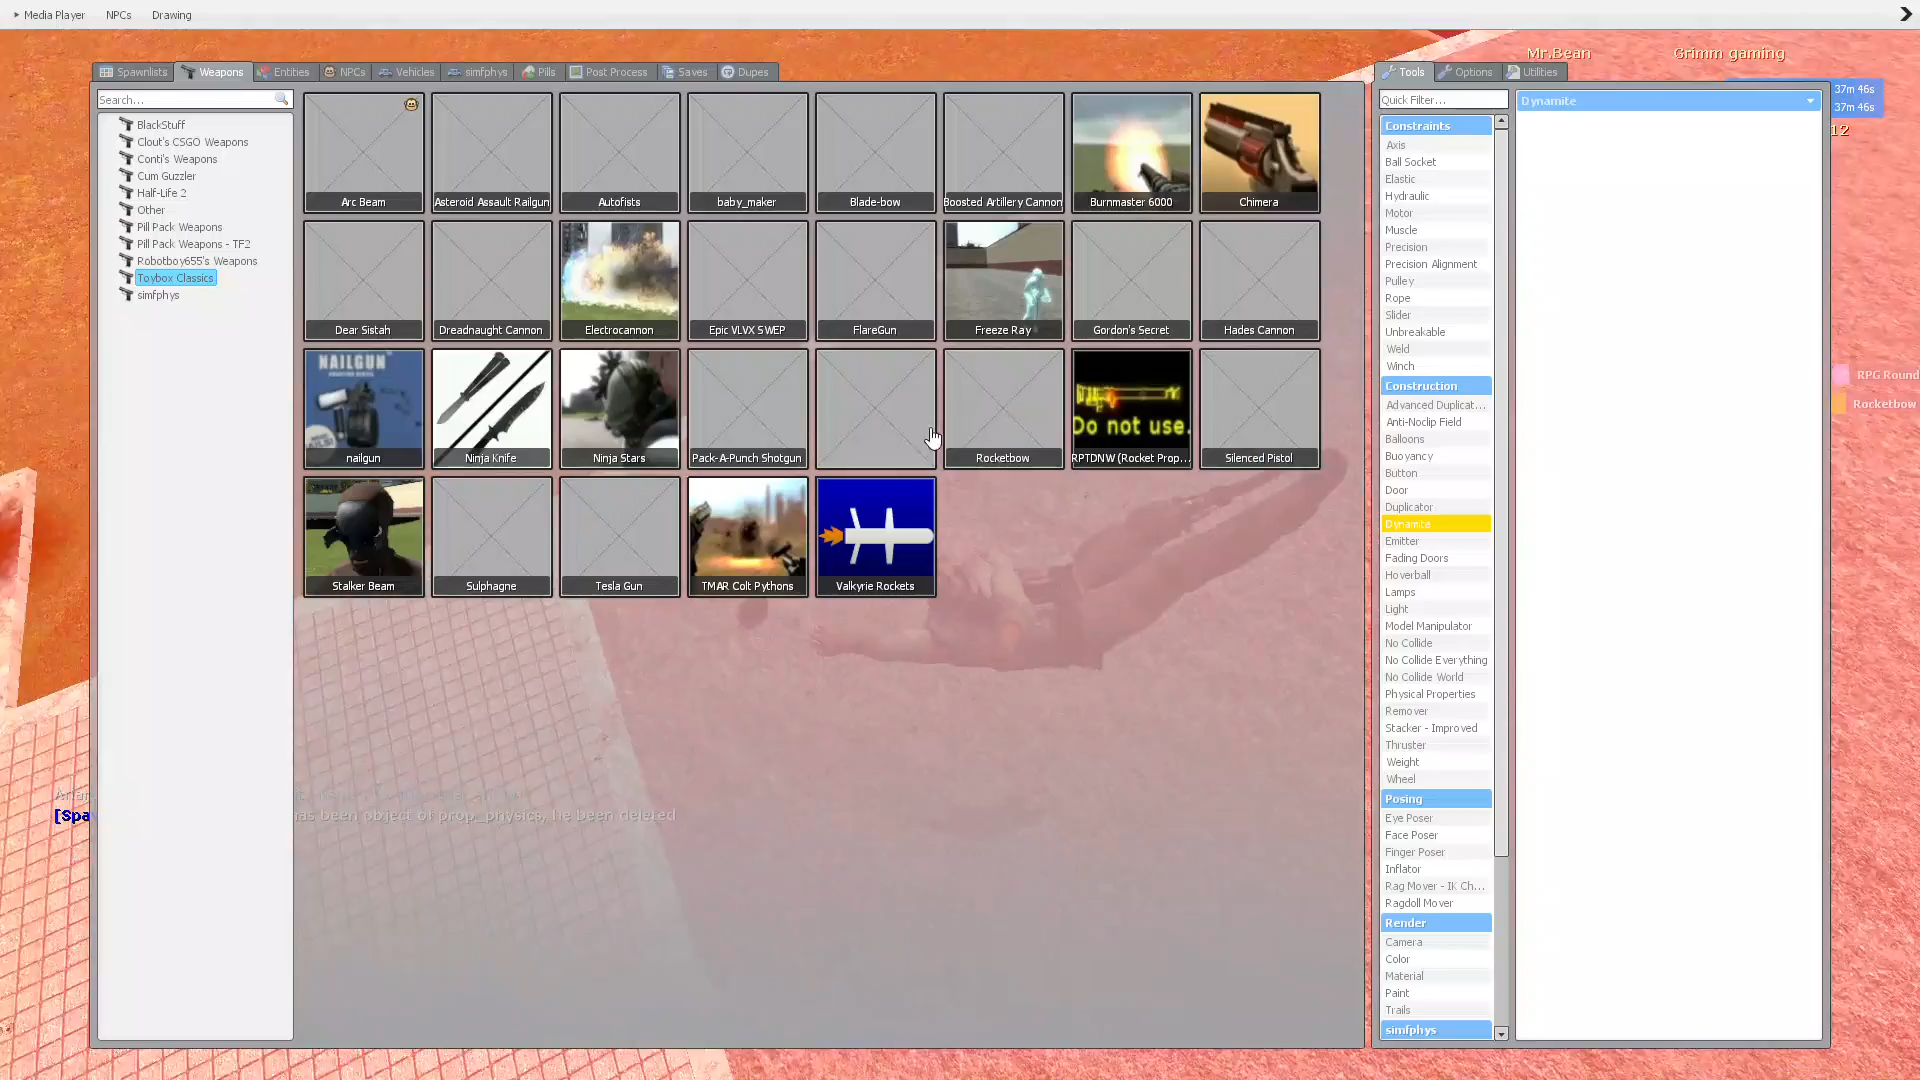 Media Player NPCs Drawing
Mr.Bean Grimm gaming
Spawnlists Weapons Entities NPCs Vehicles simfphys Pills Post Process Saves Dupes
Tools Options Utilities
37m 46s
37m 46s
12
RPG Round
Rocketbow
Search...
BlackStuff
Clout's CSGO Weapons
Conti's Weapons
Cum Guzzler
Half-Life 2
Other
Pill Pack Weapons
Pill Pack Weapons - TF2
Robotboy655's Weapons
Toybox Classics
simfphys
Arc Beam
Asteroid Assault Railgun
Autofists
baby_maker
Blade-bow
Boosted Artillery Cannon
Burnmaster 6000
Chimera
Dear Sistah
Dreadnaught Cannon
Electrocannon
Epic VLVX SWEP
FlareGun
Freeze Ray
Gordon's Secret
Hades Cannon
NAILGUN
nailgun
Ninja Knife
Ninja Stars
Pack-A-Punch Shotgun
Rocketbow
Do not use.
RPTDNW (Rocket Prop...
Silenced Pistol
Stalker Beam
Sulphagne
Tesla Gun
TMAR Colt Pythons
Valkyrie Rockets
[Spa
has been object of prop_physics, he been deleted
Quick Filter...
Constraints
Axis
Ball Socket
Elastic
Hydraulic
Motor
Muscle
Precision
Precision Alignment
Pulley
Rope
Slider
Unbreakable
Weld
Winch
Construction
Advanced Duplicat...
Anti-Noclip Field
Balloons
Buoyancy
Button
Door
Duplicator
Dynamite
Emitter
Fading Doors
Hoverball
Lamps
Light
Model Manipulator
No Collide
No Collide Everything
No Collide World
Physical Properties
Remover
Stacker - Improved
Thruster
Weight
Wheel
Posing
Eye Poser
Face Poser
Finger Poser
Inflator
Rag Mover - IK Ch...
Ragdoll Mover
Render
Camera
Color
Material
Paint
Trails
simfphys
Dynamite